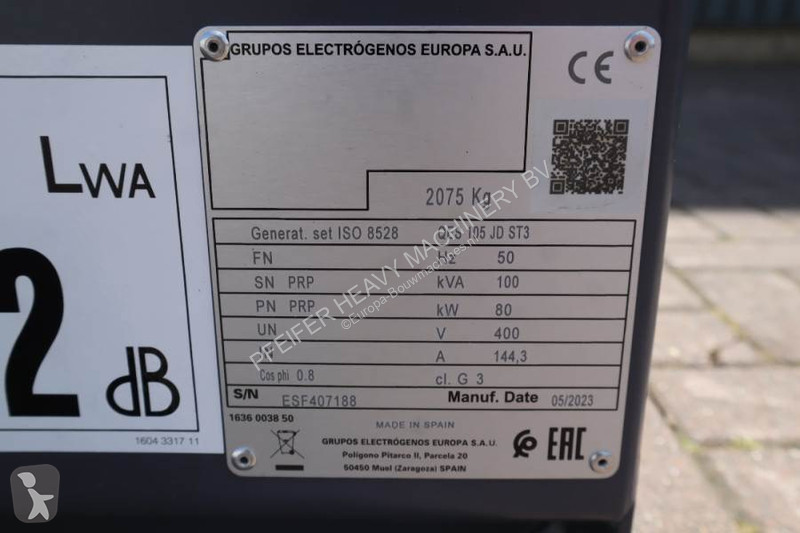 GRUPOS ELECTRÓGENOS EUROPA S.A.U.
CE
2075 Kg
Generat. set ISO 8528 QES 105 JD ST3
FN Hz 50
SN PRP kVA 100
PN PRP kW 80
UN V 400
A 144,3
Cos phi 0.8 cl. G 3
S/N ESF407188 Manuf. Date 05/2023
1636 0038 50
MADE IN SPAIN
GRUPOS ELECTRÓGENOS EUROPA S.A.U.
Polígono Pitarco II, Parcela 20
50450 Muel (Zaragoza) SPAIN
EAC
LWA
2
dB
1604 3317 11
PFEIFER HEAVY MACHINERY BV
©Europa-Bouwmachines